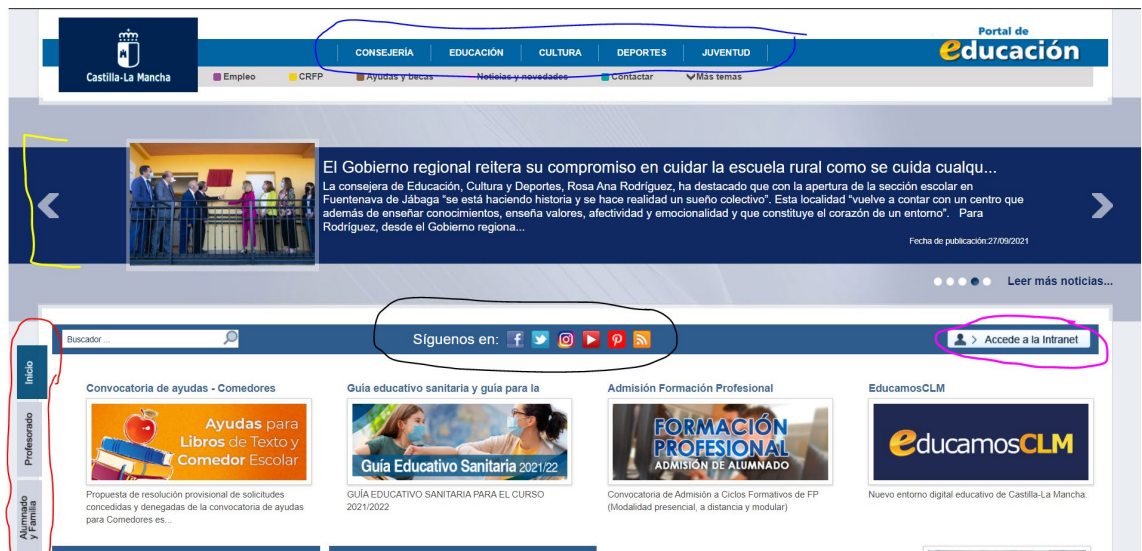 Portal de
educación
CONSEJERÍA EDUCACIÓN CULTURA DEPORTES JUVENTUD
Castilla-La Mancha
Empleo CRFP Ayudas y becas Noticias y novedades Contactar Más temas
El Gobierno regional reitera su compromiso en cuidar la escuela rural como se cuida cualqu...
La consejera de Educación, Cultura y Deportes, Rosa Ana Rodríguez, ha destacado que con la apertura de la sección escolar en
Fuentenava de Jábaga “se está haciendo historia y se hace realidad un sueño colectivo”. Esta localidad “vuelve a contar con un centro que
además de enseñar conocimientos, enseña valores, afectividad y emocionalidad y que constituye el corazón de un entorno”. Para
Rodríguez, desde el Gobierno regiona...
Fecha de publicación:27/09/2021
Leer más noticias...
Buscador ...
Síguenos en:
Accede a la Intranet
Inicio
Profesorado
Alumnado
y Familia
Convocatoria de ayudas - Comedores
Ayudas para
Libros de Texto y
Comedor Escolar
Propuesta de resolución provisional de solicitudes
concedidas y denegadas de la convocatoria de ayudas
para Comedores es...
Guía educativo sanitaria y guía para la
Guía Educativo Sanitaria 2021/22
GUÍA EDUCATIVO SANITARIA PARA EL CURSO
2021/2022
Admisión Formación Profesional
FORMACIÓN
PROFESIONAL
ADMISIÓN DE ALUMNADO
Convocatoria de Admisión a Ciclos Formativos de FP
(Modalidad presencial, a distancia y modular)
EducamosCLM
educamosCLM
Nuevo entorno digital educativo de Castilla-La Mancha.